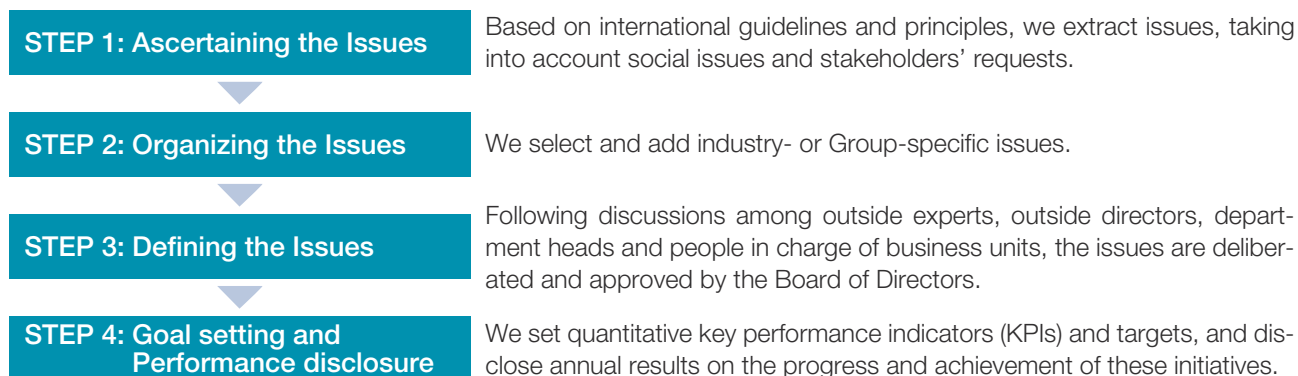 STEP 1: Ascertaining the Issues
Based on international guidelines and principles, we extract issues, taking
into account social issues and stakeholders’ requests.
STEP 2: Organizing the Issues
We select and add industry- or Group-specific issues.
STEP 3: Defining the Issues
Following discussions among outside experts, outside directors, depart-
ment heads and people in charge of business units, the issues are deliber-
ated and approved by the Board of Directors.
STEP 4: Goal setting and
Performance disclosure
We set quantitative key performance indicators (KPIs) and targets, and dis-
close annual results on the progress and achievement of these initiatives.